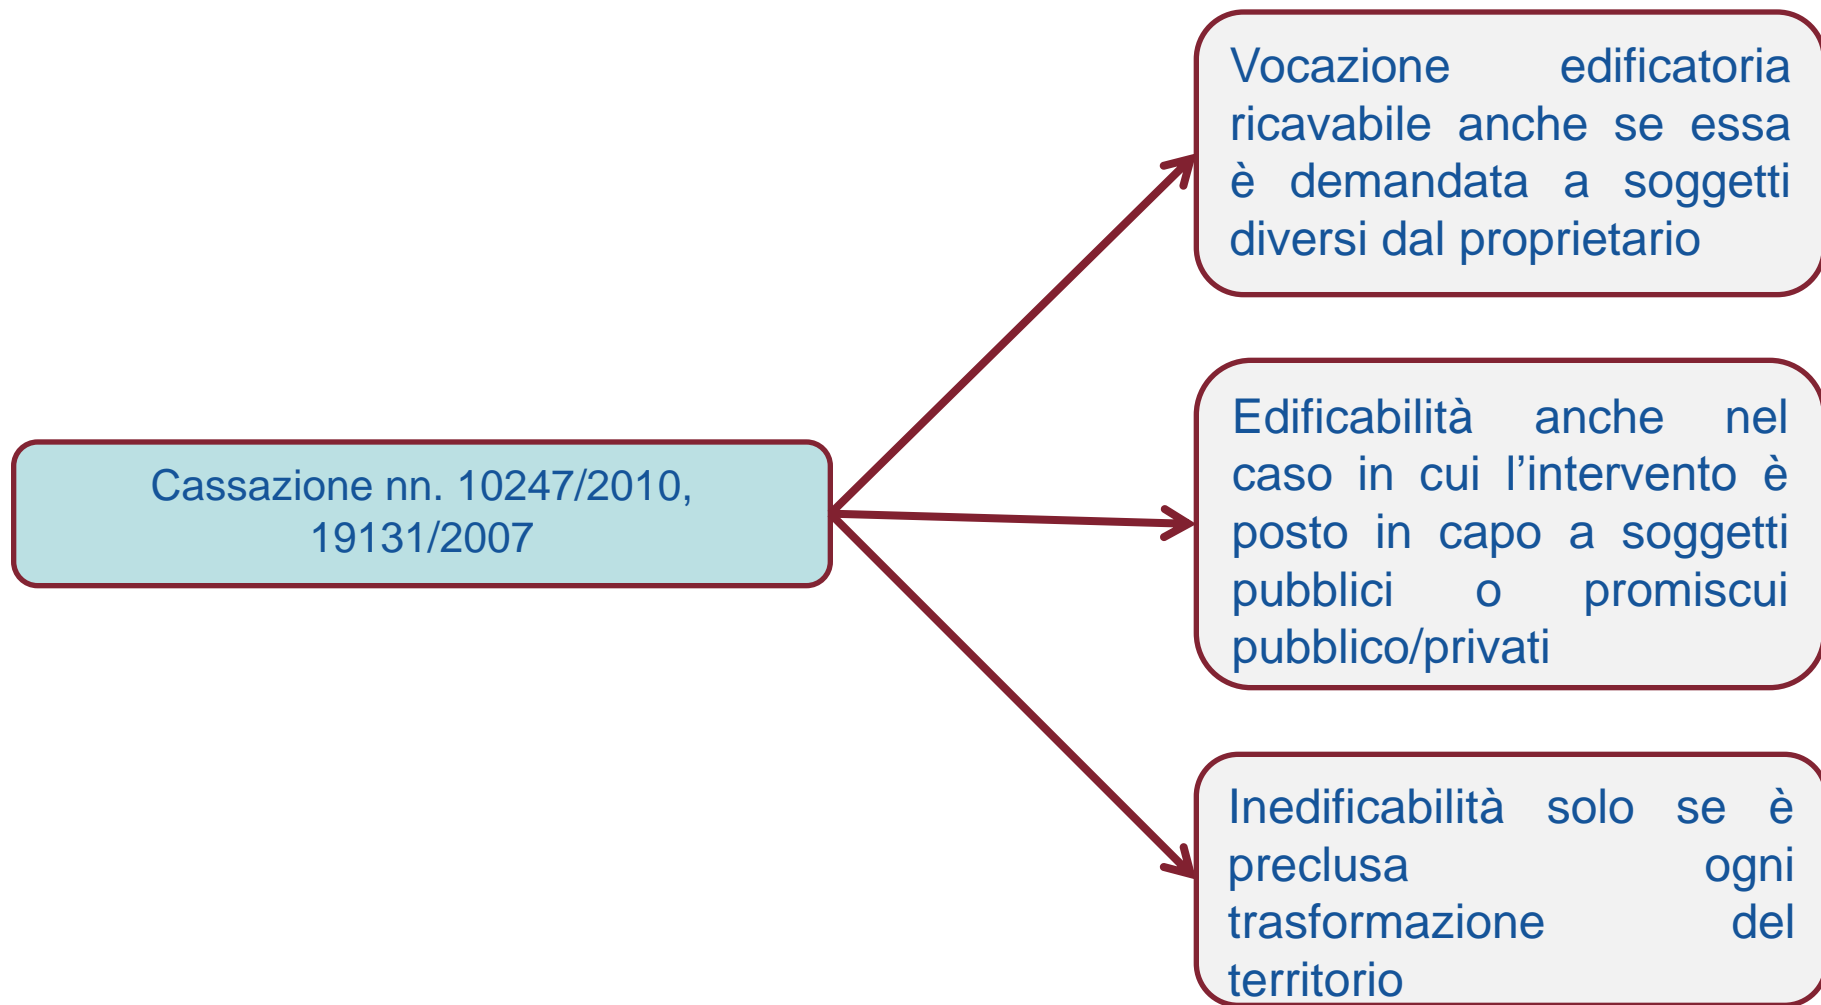 Vocazione edificatoria
ricavabile anche se essa
è demandata a soggetti
diversi dal proprietario
Cassazione nn. 10247/2010,
19131/2007
Edificabilità anche nel
caso in cui l’intervento è
posto in capo a soggetti
pubblici o promiscui
pubblico/privati
Inedificabilità solo se è
preclusa ogni
trasformazione del
territorio